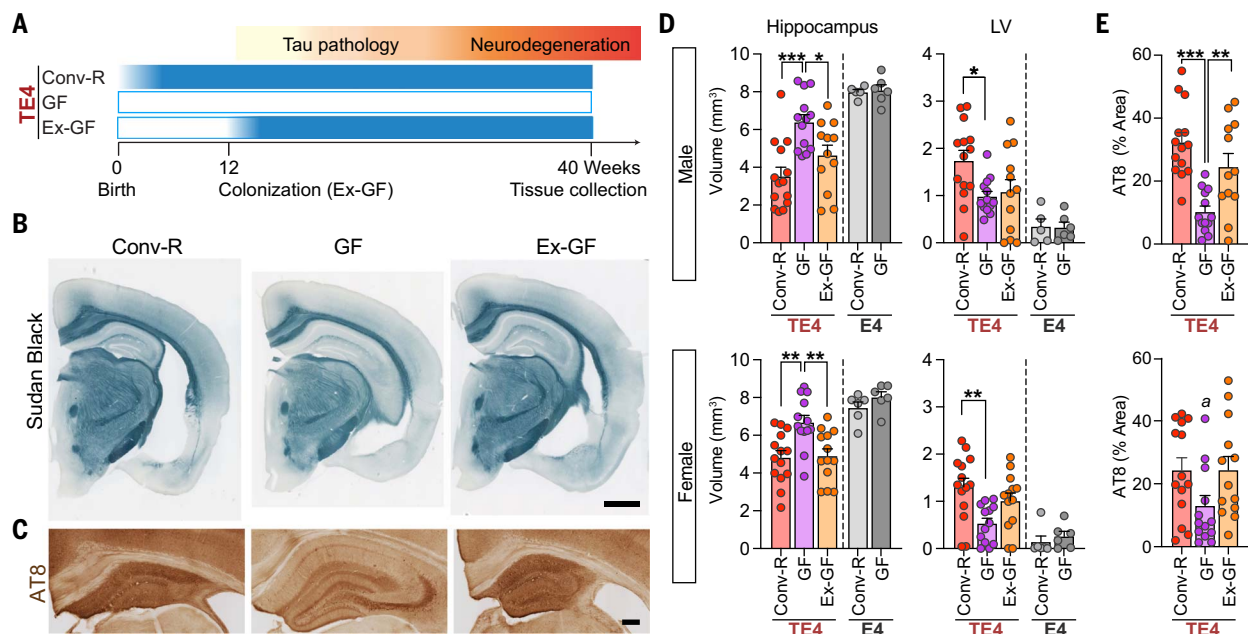 A
Tau pathology Neurodegeneration
TE4
Conv-R
GF
Ex-GF
0 12 40 Weeks
Birth Colonization (Ex-GF) Tissue collection
B
Conv-R GF Ex-GF
Sudan Black
C
AT8
D
Hippocampus LV
Male
Volume (mm³)
10
8
6
4
2
0
*** *
Conv-R GF Ex-GF Conv-R GF
TE4 E4
Volume (mm³)
4
3
2
1
0
*
Conv-R GF Ex-GF Conv-R GF
TE4 E4
Female
Volume (mm³)
10
8
6
4
2
0
** **
Conv-R GF Ex-GF Conv-R GF
TE4 E4
Volume (mm³)
4
3
2
1
0
**
Conv-R GF Ex-GF Conv-R GF
TE4 E4
E
AT8 (% Area)
60
40
20
0
*** **
Conv-R GF Ex-GF
TE4
AT8 (% Area)
60
40
20
0
a
Conv-R GF Ex-GF
TE4